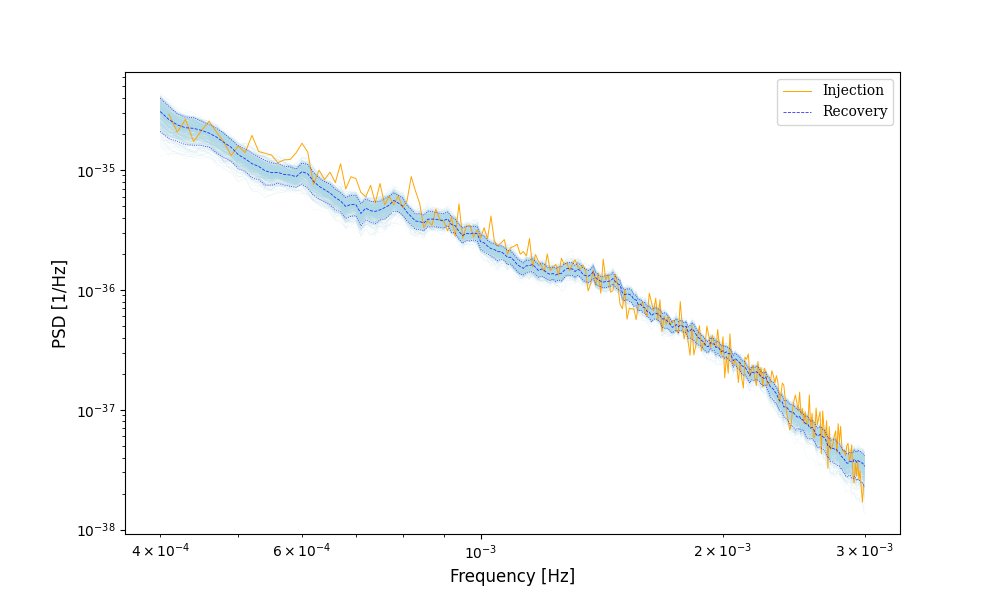 Injection
Recovery
10⁻³⁵
10⁻³⁶
10⁻³⁷
10⁻³⁸
PSD [1/Hz]
4 × 10⁻⁴ 6 × 10⁻⁴ 10⁻³ 2 × 10⁻³ 3 × 10⁻³
Frequency [Hz]